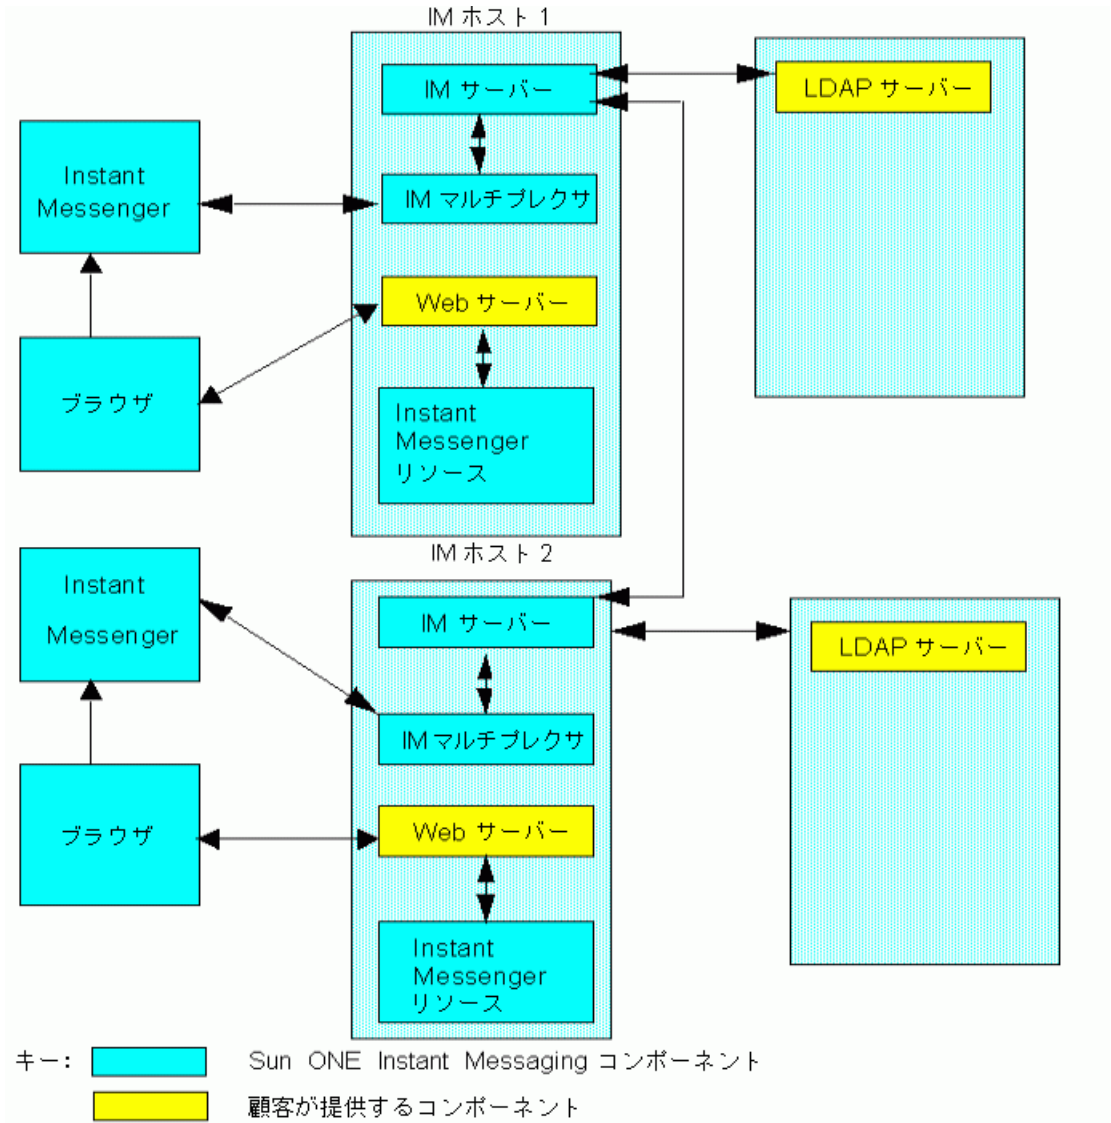 IM ホスト 1
IM サーバー
LDAP サーバー
Instant
Messenger
IM マルチプレクサ
Web サーバー
ブラウザ
Instant
Messenger
リソース
IM ホスト 2
Instant
Messenger
IM サーバー
LDAP サーバー
IM マルチプレクサ
ブラウザ
Web サーバー
Instant
Messenger
リソース
キー: Sun ONE Instant Messaging コンポーネント
顧客が提供するコンポーネント